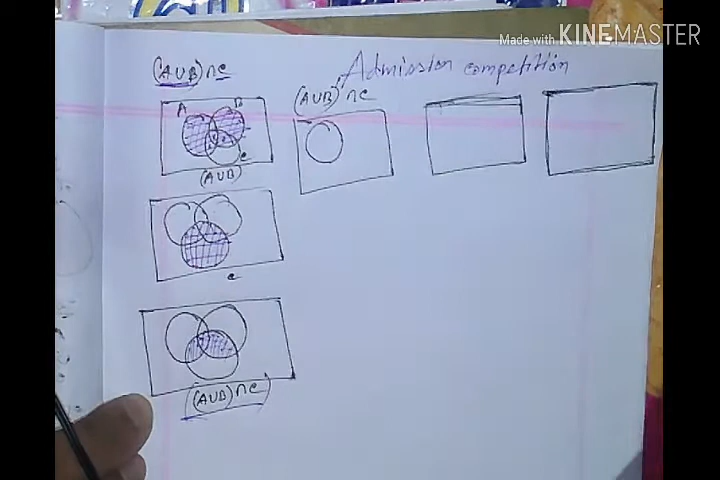 Made with KINEMASTER
(AUB)∩C
Admission competition
(AUB)'∩C
A
B
C
(AUB)
C
(AUB)∩C